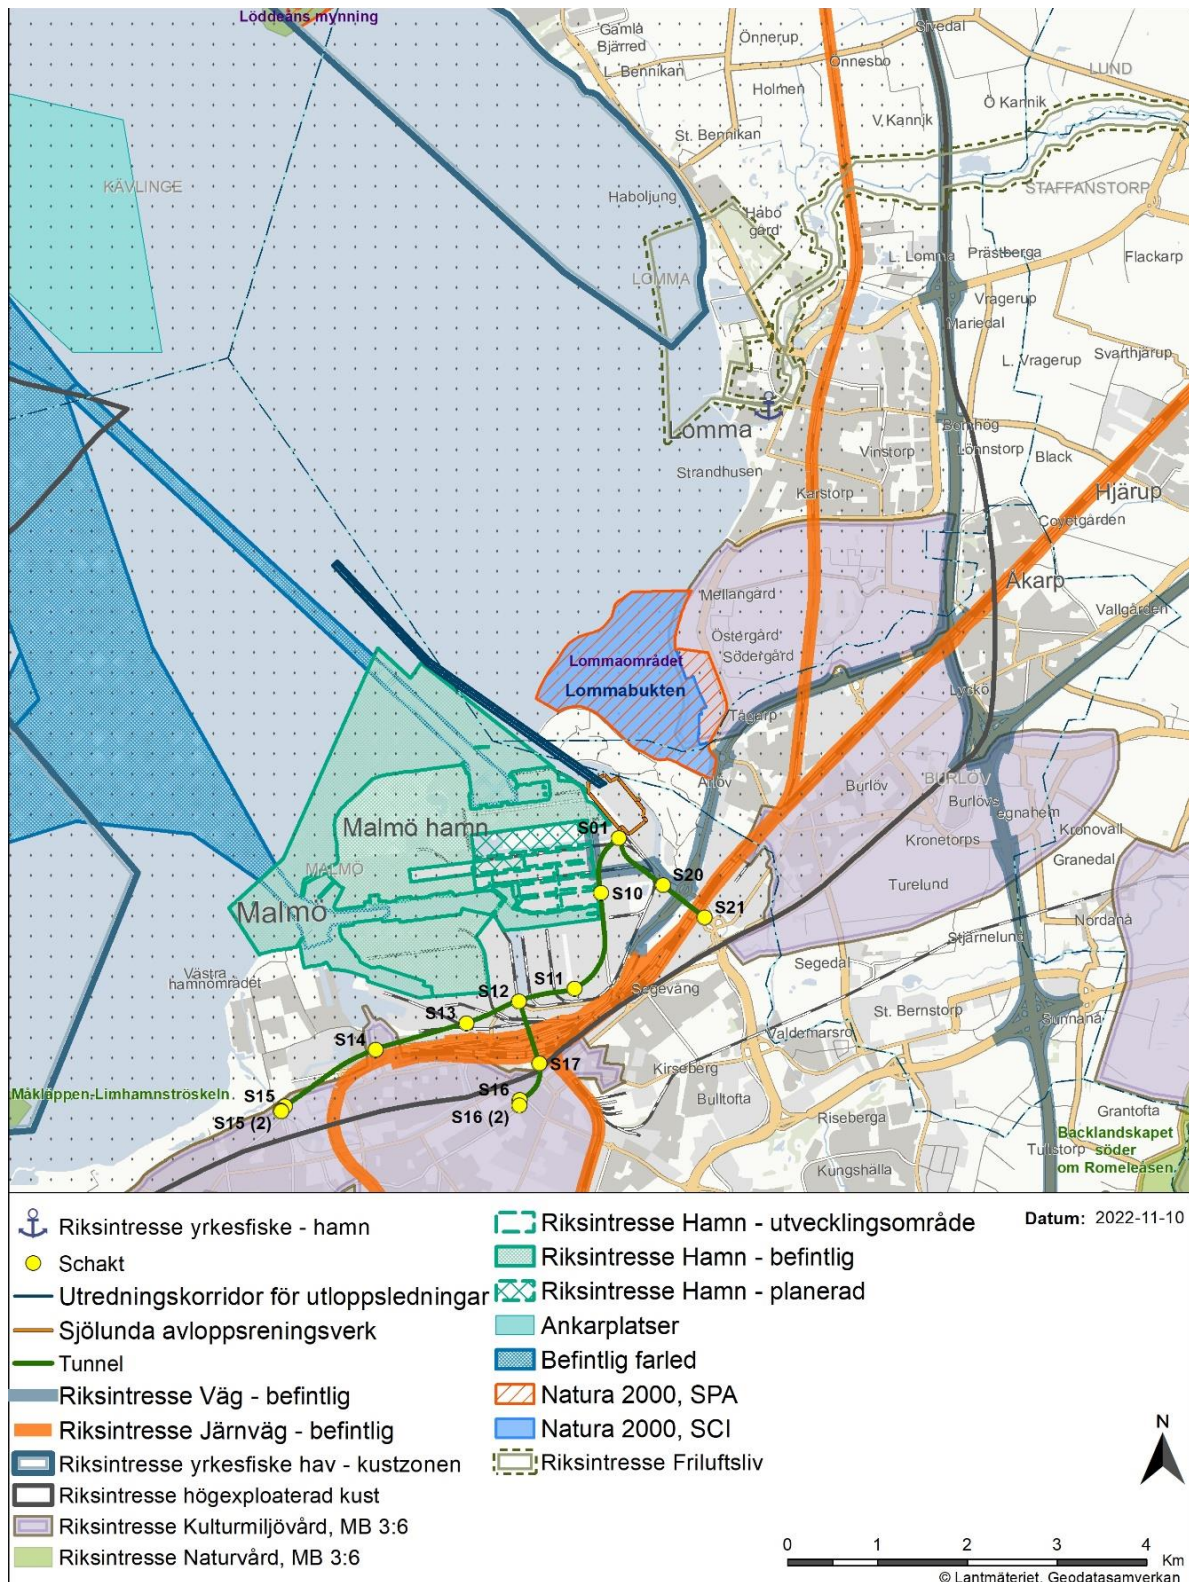 Löddeåns mynning
Gamla
Bjärred
Önnerup
Sivedal
Önnesbo
L. Bennikan
Holmen
LUND
Ö Kannik
V. Kannik
St. Bennikan
KÄVLINGE
STAFFANSTORP
Haboljung
Habo
gård
L. Lomma
Prästberga
Flackarp
LOMMA
Vragerup
Mariedal
L. Vragerup
Svarthjärup
Lomma
Bomhög
Lönnstorp
Black
Vinstorp
Strandhusen
Karstorp
Hjärup
Coyetgården
Åkarp
Mellangård
Vallgården
Östergård
Södergård
Lommaområdet
Lommabukten
Lyckö
Tågarp
Arlöv
Burlöv
BURLÖV
Burlövs
egnahem
Kronetorps
Kronovall
Granedal
Malmö hamn
S01
MALMÖ
S20
Turelund
S10
S21
Malmö
Nordanå
Stjärnelund
Segedal
Västra
hamnområdet
S11
S12
Segevång
St. Bernstorp
Sunnanå
S13
Valdemarsro
S14
S17
Kirseberg
Måkläppen-Limhamnströskeln.
S15
S16
Bulltofta
S15 (2)
S16 (2)
Riseberga
Grantofta
Backlandskapet
söder
om Romeleåsen.
Tullstorp
Kungshälla
Riksintresse yrkesfiske - hamn
Schakt
Utredningskorridor för utloppsledningar
Sjölunda avloppsreningsverk
Tunnel
Riksintresse Väg - befintlig
Riksintresse Järnväg - befintlig
Riksintresse yrkesfiske hav - kustzonen
Riksintresse högexploaterad kust
Riksintresse Kulturmiljövård, MB 3:6
Riksintresse Naturvård, MB 3:6
Riksintresse Hamn - utvecklingsområde
Riksintresse Hamn - befintlig
Riksintresse Hamn - planerad
Ankarplatser
Befintlig farled
Natura 2000, SPA
Natura 2000, SCI
Riksintresse Friluftsliv
Datum: 2022-11-10
N
0 1 2 3 4
Km
© Lantmäteriet, Geodatasamverkan